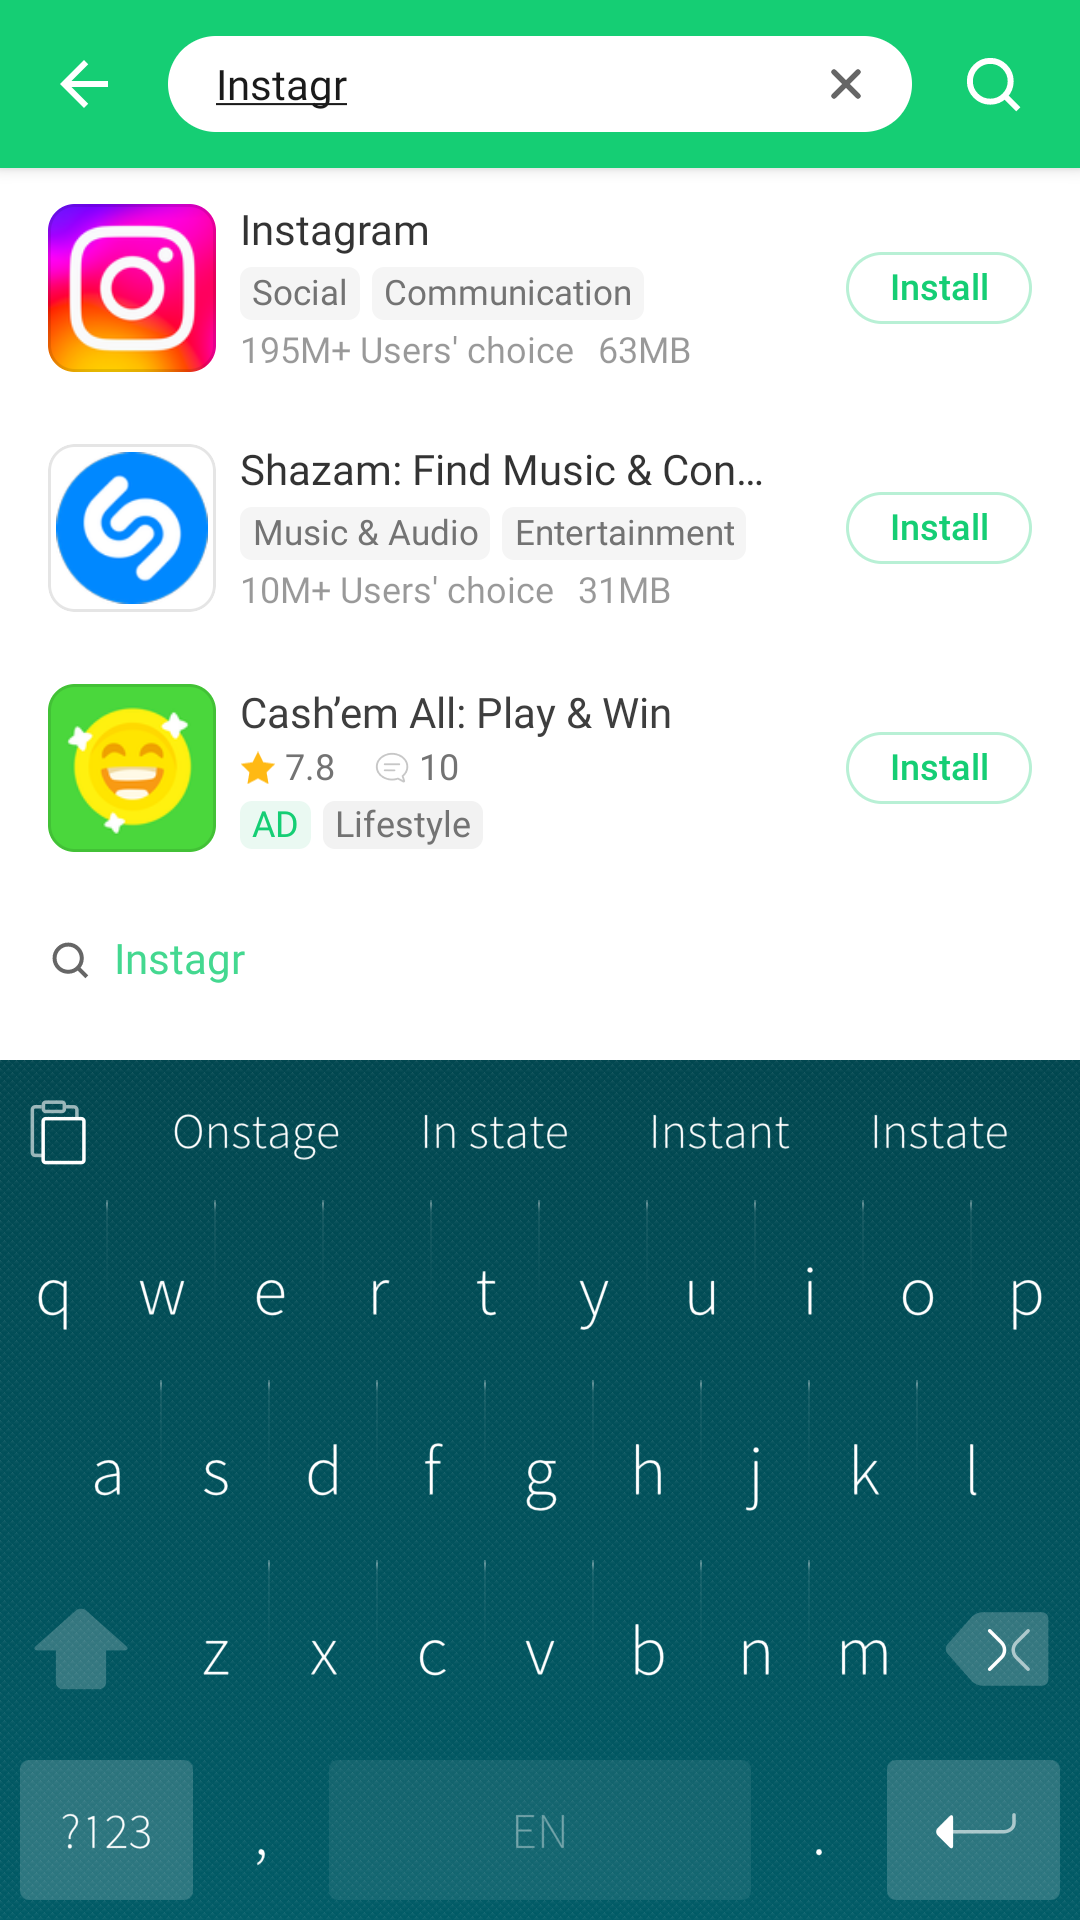 Instagr
Instagram
Install
Social Communication
195M+ Users' choice 63MB
Shazam: Find Music & Con...
Install
Music & Audio Entertainment
10M+ Users' choice 31MB
Cash’em All: Play & Win
7.8 10
Install
AD Lifestyle
Instagr
Onstage In state Instant Instate
q w e r t y u i o p
a s d f g h j k l
z x c v b n m
?123 , EN .